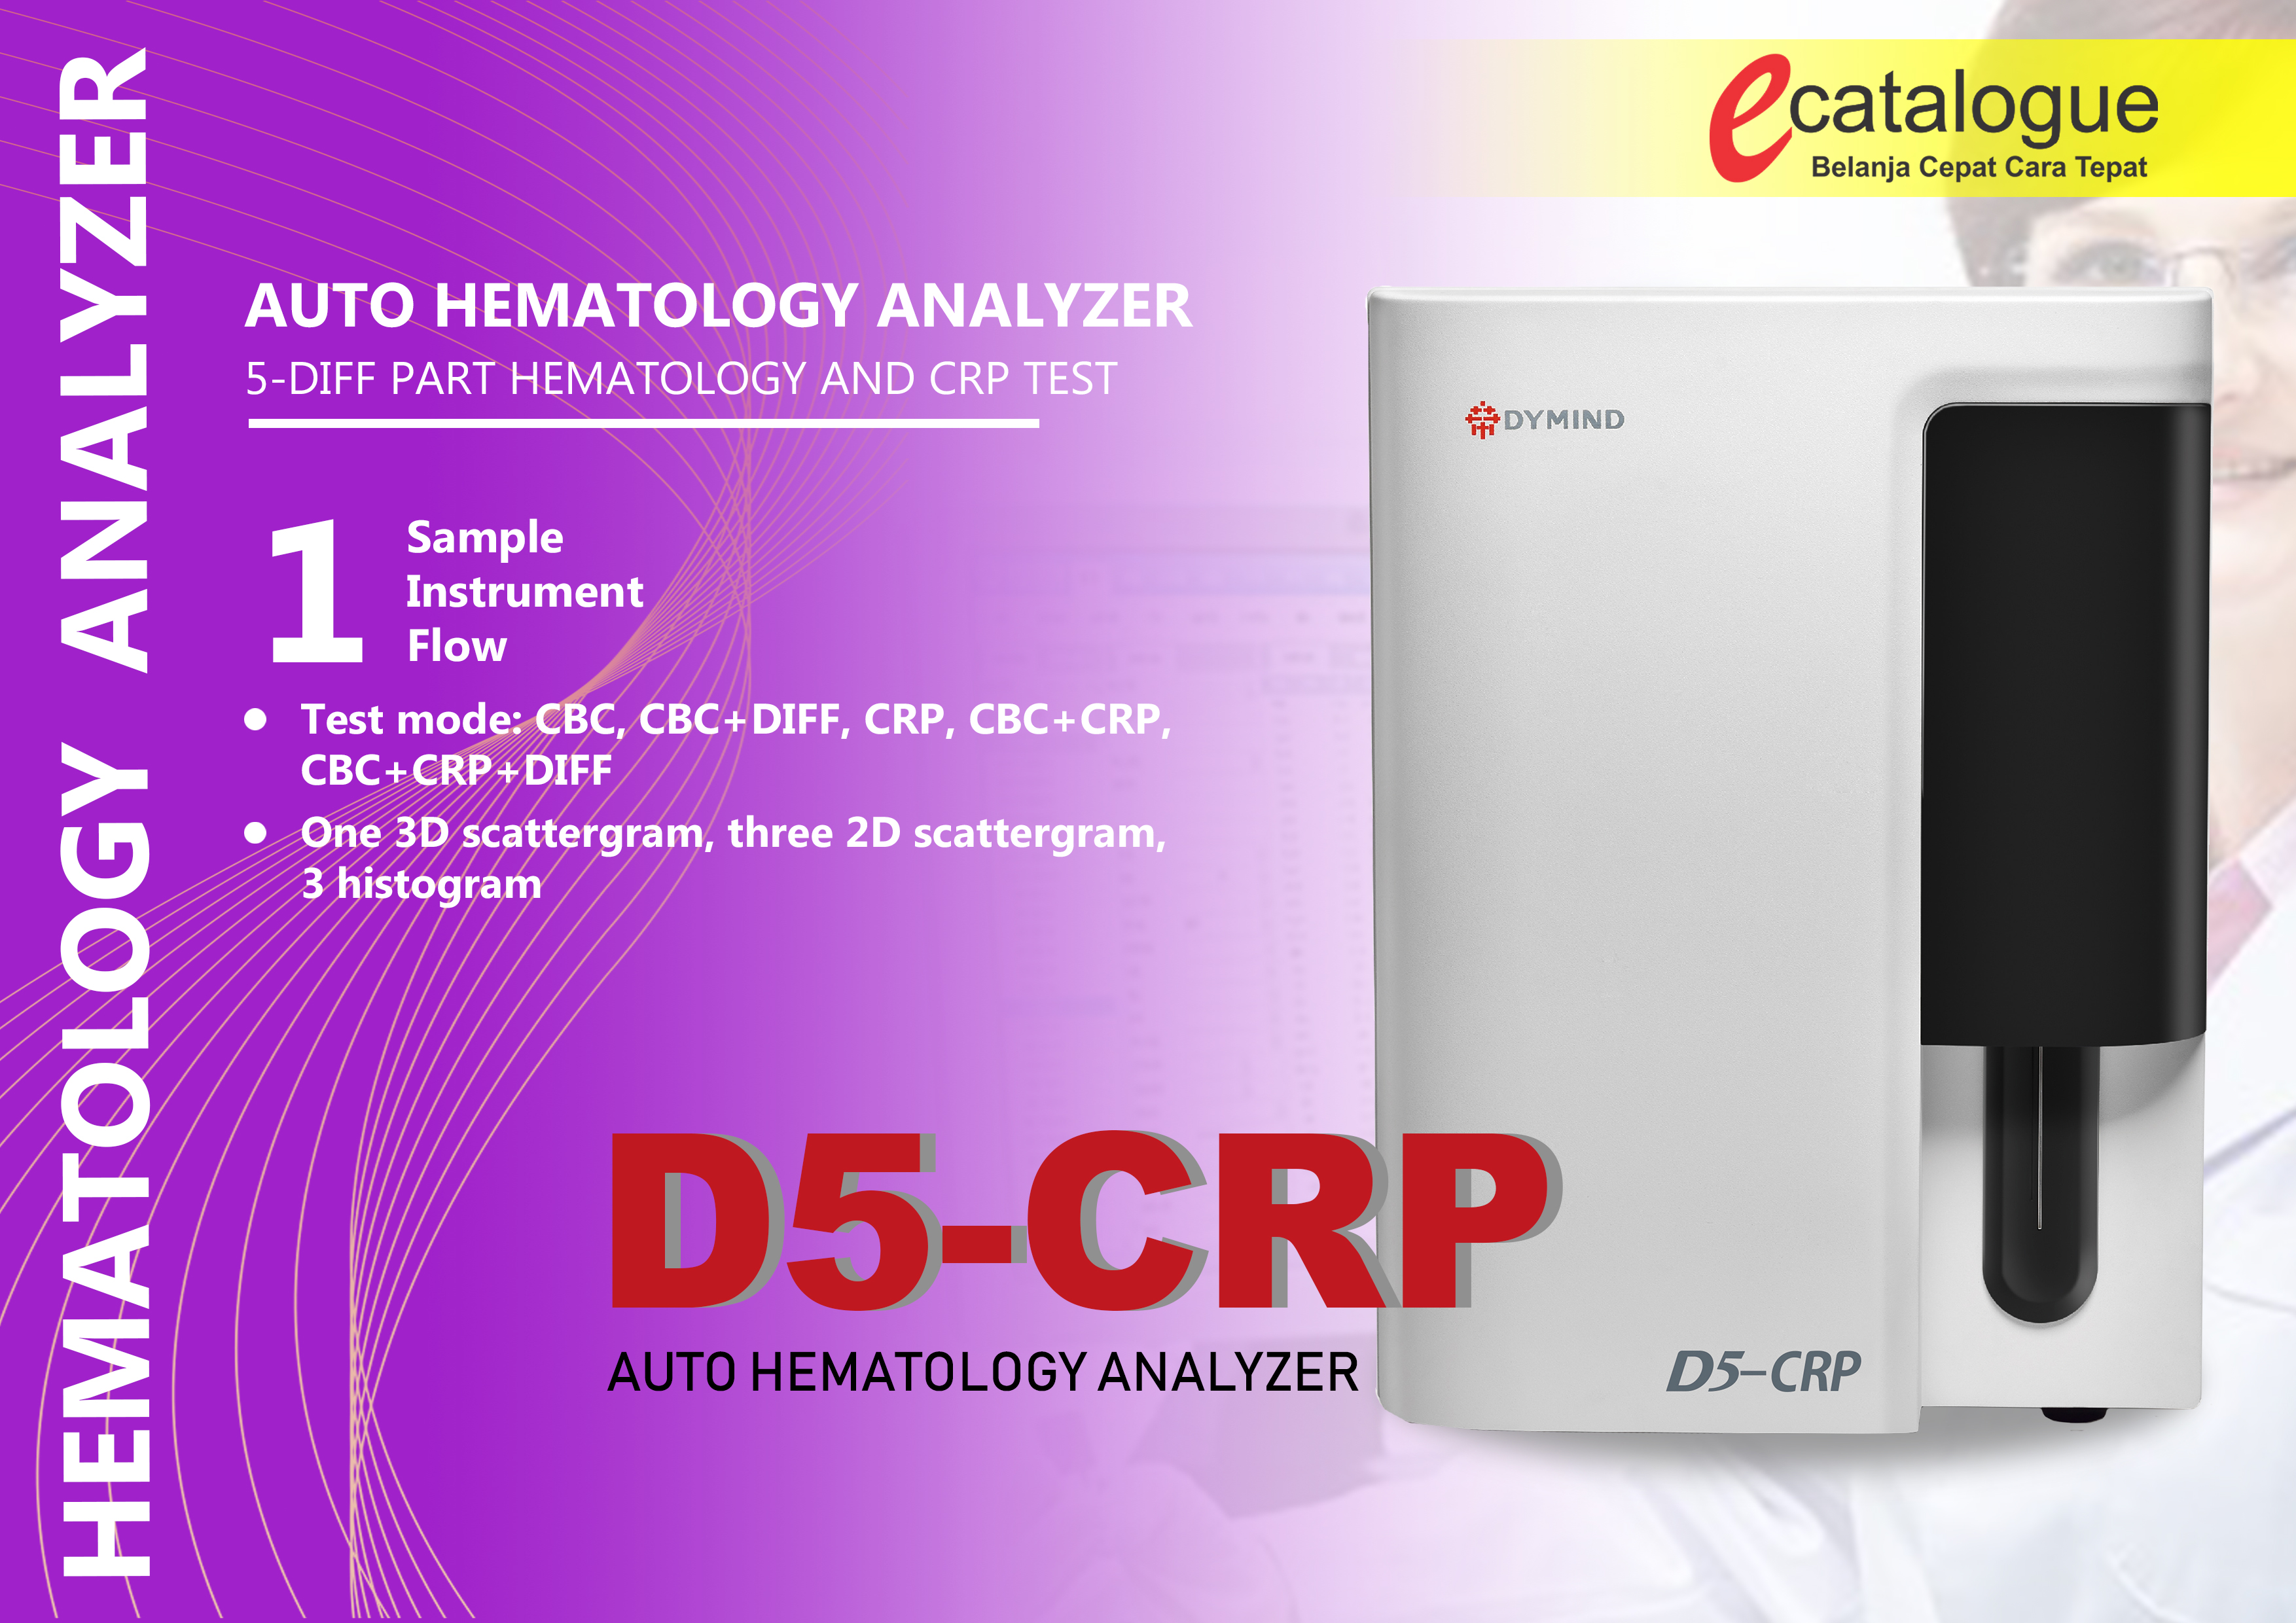 HEMATOLOGY ANALYZER
ecatalogue
Belanja Cepat Cara Tepat
AUTO HEMATOLOGY ANALYZER
5-DIFF PART HEMATOLOGY AND CRP TEST
DYMIND
1
Sample
Instrument
Flow
● Test mode: CBC, CBC+DIFF, CRP, CBC+CRP,
CBC+CRP+DIFF
● One 3D scattergram, three 2D scattergram,
3 histogram
D5-CRP
AUTO HEMATOLOGY ANALYZER
D5-CRP